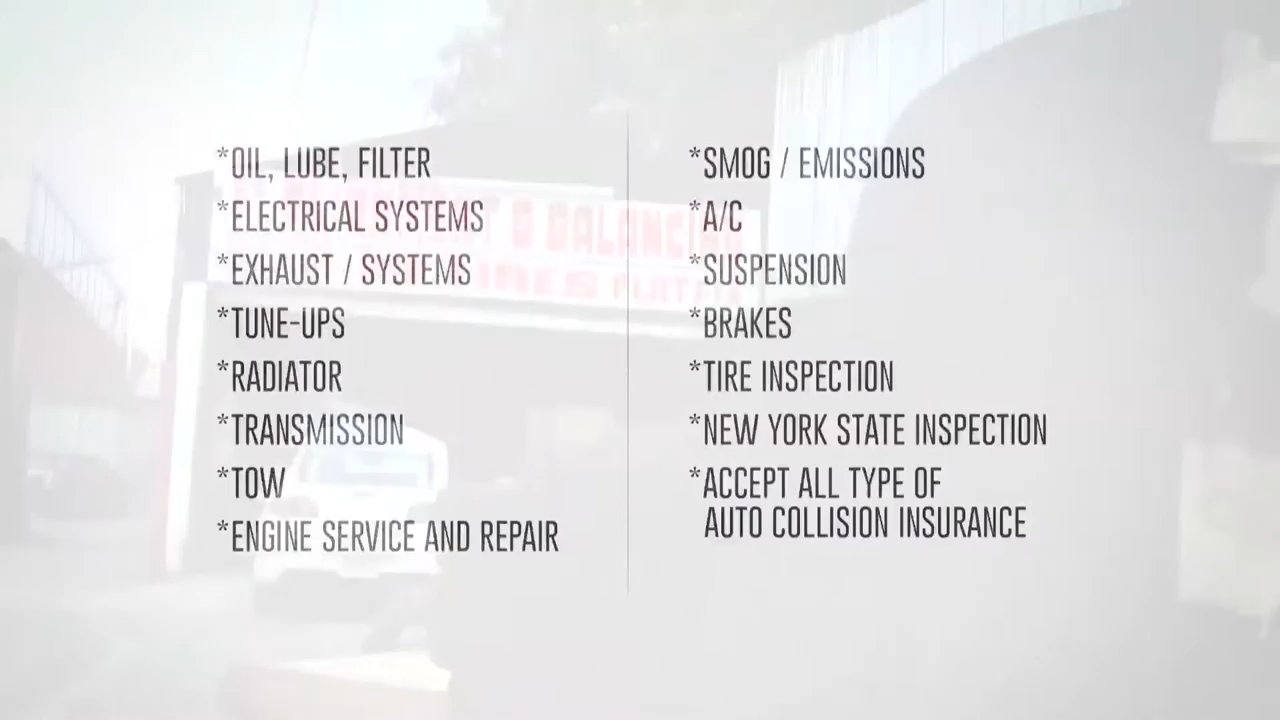 *OIL, LUBE, FILTER
*ELECTRICAL SYSTEMS
*EXHAUST / SYSTEMS
*TUNE-UPS
*RADIATOR
*TRANSMISSION
*TOW
*ENGINE SERVICE AND REPAIR
*SMOG / EMISSIONS
*A/C
*SUSPENSION
*BRAKES
*TIRE INSPECTION
*NEW YORK STATE INSPECTION
*ACCEPT ALL TYPE OF
AUTO COLLISION INSURANCE